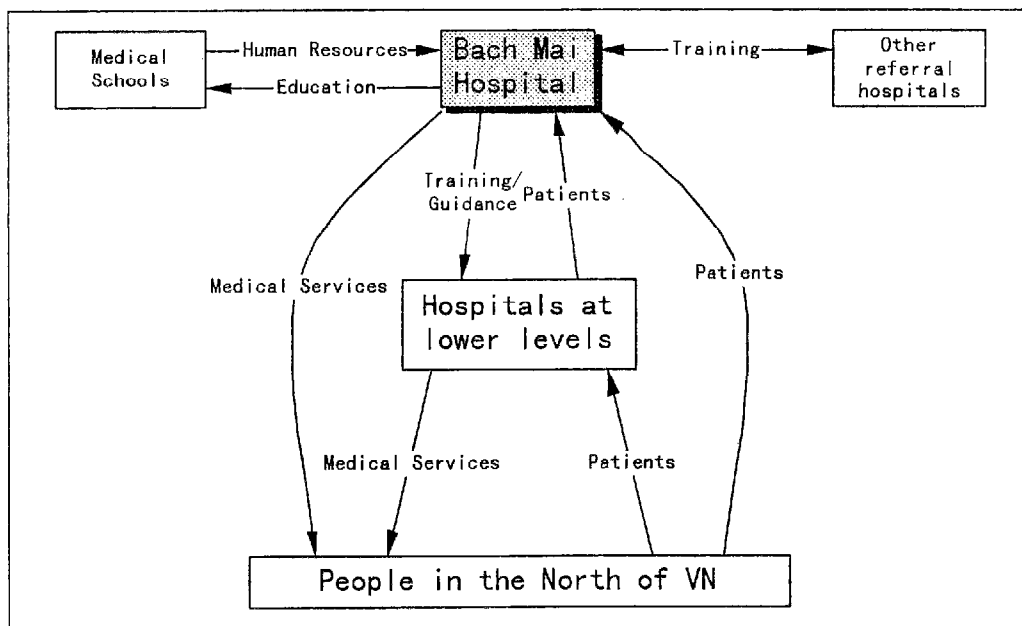 Medical
Schools
Human Resources
Education
Bach Mai
Hospital
Training
Other
referral
hospitals
Training/
Guidance
Patients
Medical Services
Patients
Hospitals at
lower levels
Medical Services
Patients
People in the North of VN